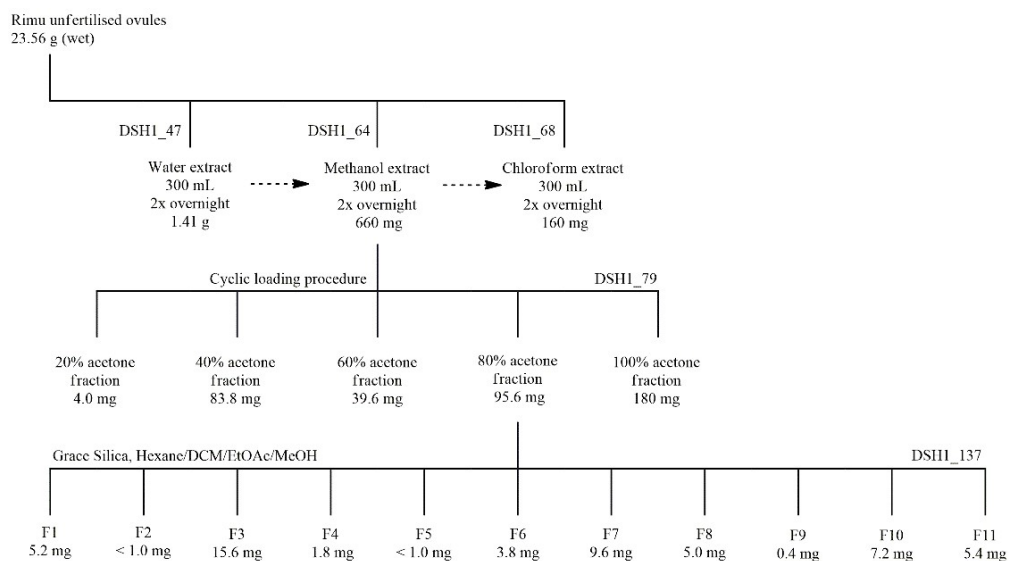 Rimu unfertilised ovules
23.56 g (wet)
DSH1_47
DSH1_64
DSH1_68
Water extract
300 mL
2x overnight
1.41 g
Methanol extract
300 mL
2x overnight
660 mg
Chloroform extract
300 mL
2x overnight
160 mg
Cyclic loading procedure
DSH1_79
20% acetone
fraction
4.0 mg
40% acetone
fraction
83.8 mg
60% acetone
fraction
39.6 mg
80% acetone
fraction
95.6 mg
100% acetone
fraction
180 mg
Grace Silica, Hexane/DCM/EtOAc/MeOH
DSH1_137
F1
5.2 mg
F2
< 1.0 mg
F3
15.6 mg
F4
1.8 mg
F5
< 1.0 mg
F6
3.8 mg
F7
9.6 mg
F8
5.0 mg
F9
0.4 mg
F10
7.2 mg
F11
5.4 mg